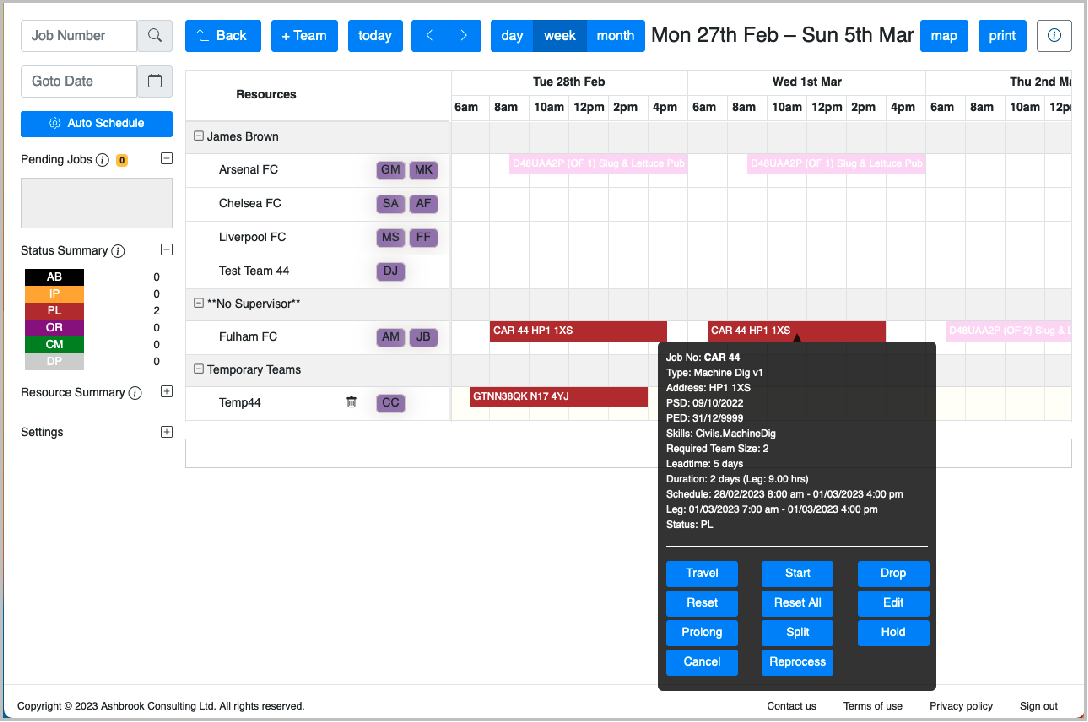 Job Number
Back
+ Team
today
day
week
month
Mon 27th Feb – Sun 5th Mar
map
print
Goto Date
Auto Schedule
Pending Jobs 0
Status Summary
AB 0
IP 0
PL 2
OR 0
CM 0
DP 0
Resource Summary
Settings
Resources
Tue 28th Feb
Wed 1st Mar
Thu 2nd
6am 8am 10am 12pm 2pm 4pm 6am 8am 10am 12pm 2pm 4pm 6am 8am 10am
James Brown
Arsenal FC GM MK D48UAA2P (OF 1) Slug & Lettuce Pub D48UAA2P (OF 1) Slug & Lettuce Pub
Chelsea FC SA AF
Liverpool FC MS FF
Test Team 44 DJ
**No Supervisor**
Fulham FC AM JB CAR 44 HP1 1XS CAR 44 HP1 1XS D48UAA2P (OF 2) Slug &
Temporary Teams
Temp44 CC GTNN38QK N17 4YJ
Job No: CAR 44
Type: Machine Dig v1
Address: HP1 1XS
PSD: 09/10/2022
PED: 31/12/9999
Skills: Civils.MachineDig
Required Team Size: 2
Leadtime: 5 days
Duration: 2 days (Leg: 9.00 hrs)
Schedule: 28/02/2023 8:00 am - 01/03/2023 4:00 pm
Leg: 01/03/2023 7:00 am - 01/03/2023 4:00 pm
Status: PL
Travel Start Drop
Reset Reset All Edit
Prolong Split Hold
Cancel Reprocess
Copyright © 2023 Ashbrook Consulting Ltd. All rights reserved.
Contact us Terms of use Privacy policy Sign out